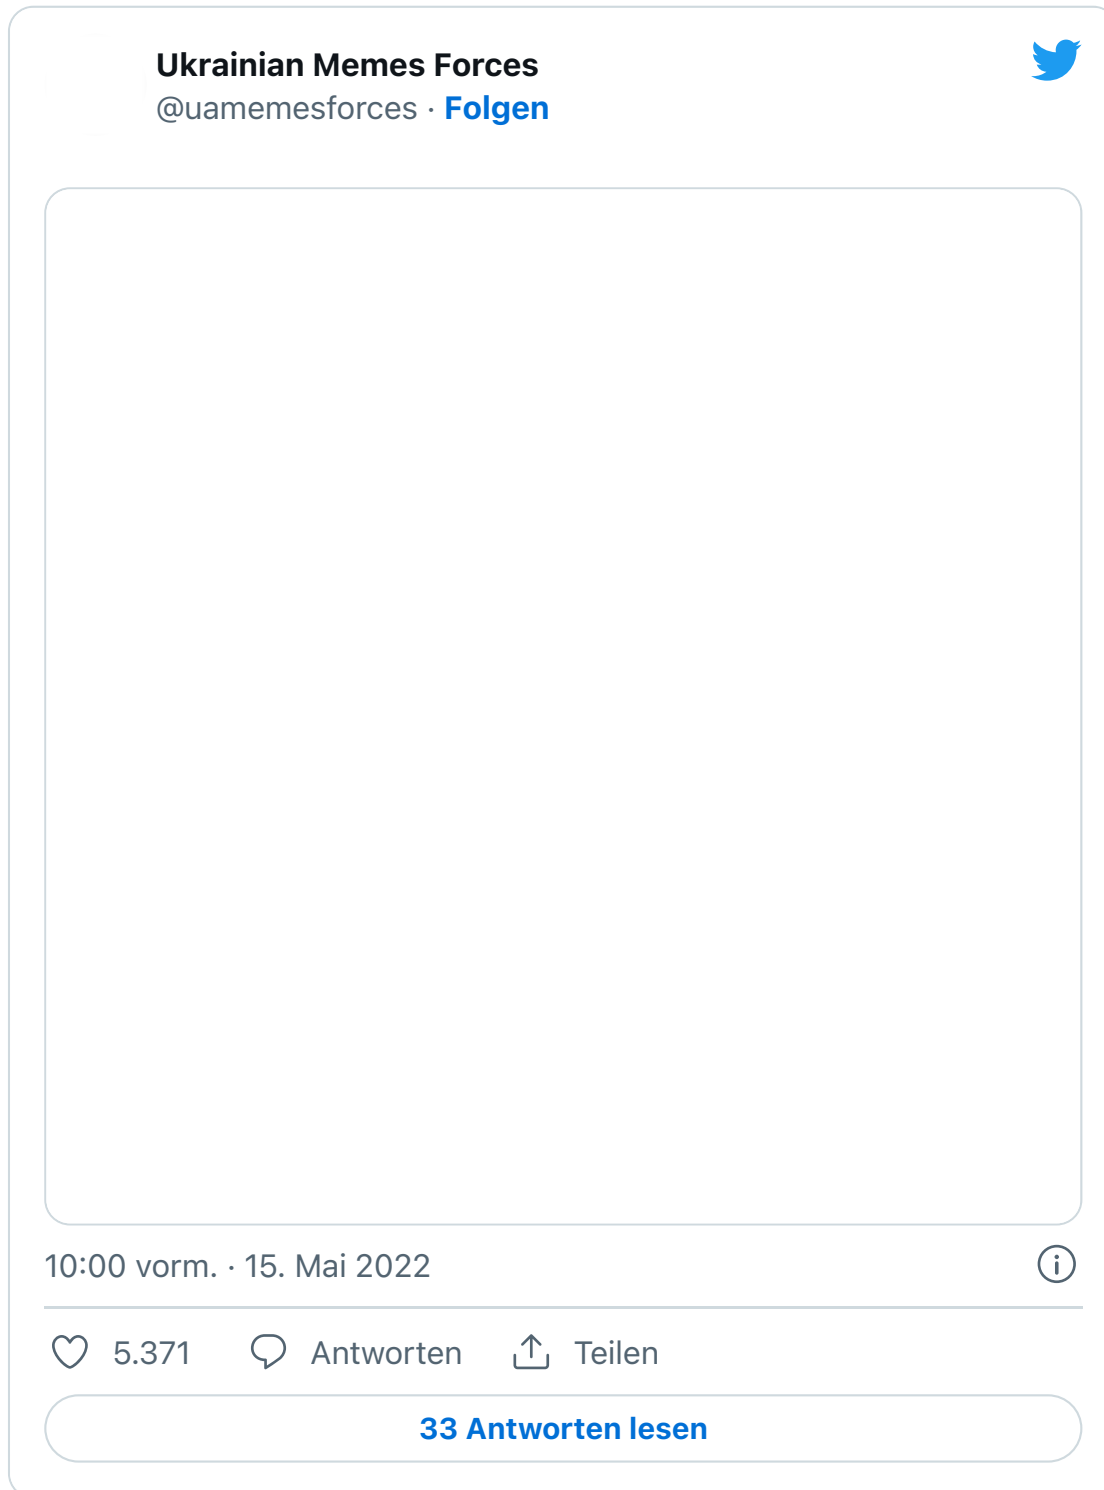 Ukrainian Memes Forces
@uamemesforces · Folgen
10:00 vorm. · 15. Mai 2022
5.371 Antworten Teilen
33 Antworten lesen